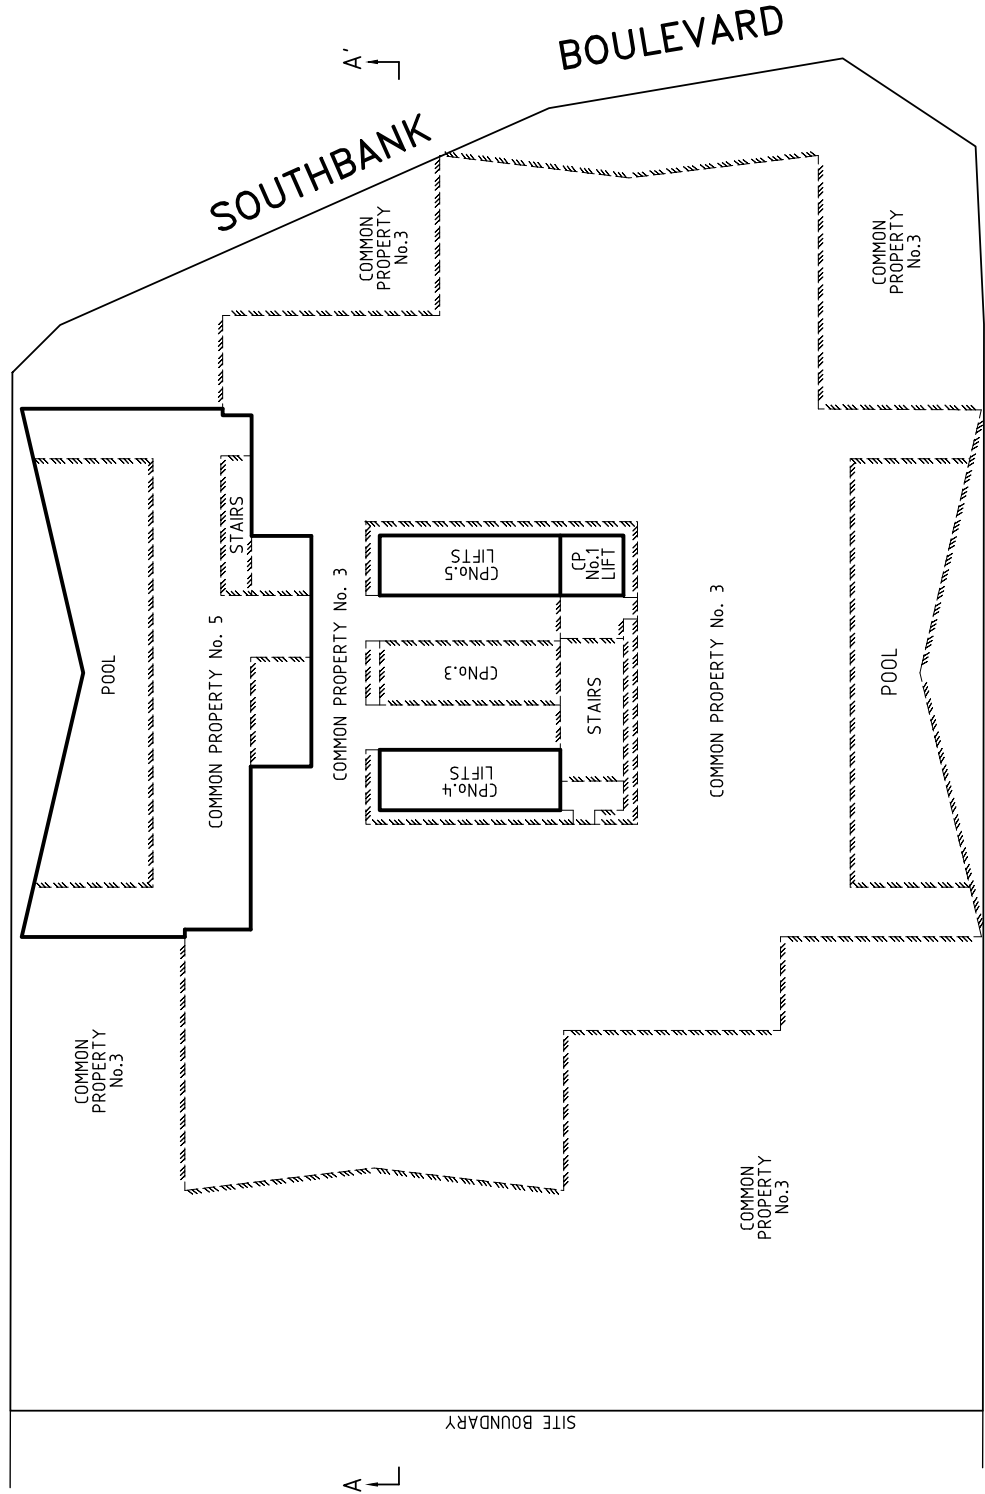 A'
BOULEVARD
SOUTHBANK
COMMON
PROPERTY
No.3
COMMON
PROPERTY
No.3
STAIRS
CPNo.5
LIFTS
CP
No.1
LIFT
COMMON PROPERTY No. 5
COMMON PROPERTY No. 3
POOL
CPNo.3
STAIRS
COMMON PROPERTY No. 3
POOL
CPNo.4
LIFTS
COMMON
PROPERTY
No.3
COMMON
PROPERTY
No.3
SITE BOUNDARY
A